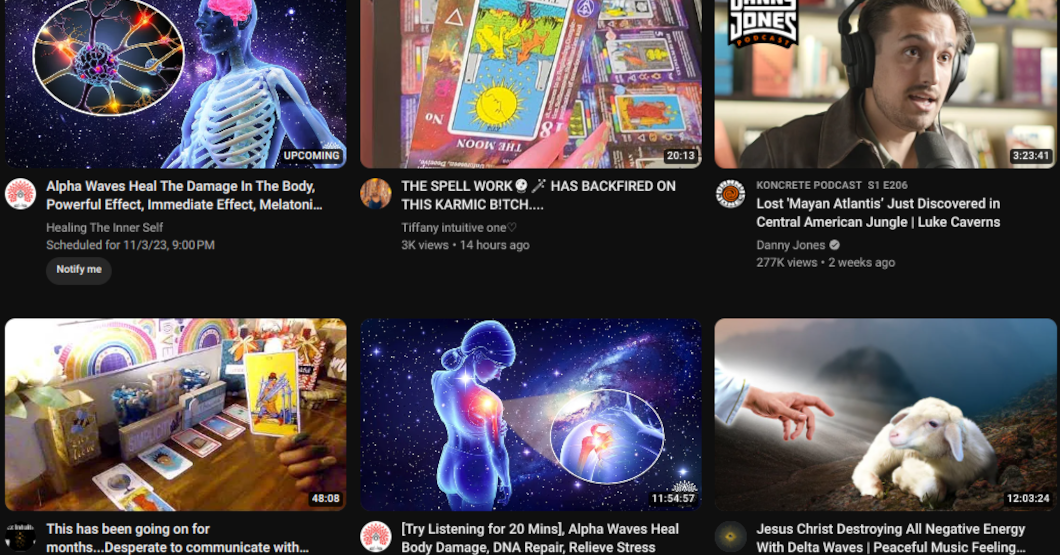 UPCOMING
Alpha Waves Heal The Damage In The Body,
Powerful Effect, Immediate Effect, Melatoni...
Healing The Inner Self
Scheduled for 11/3/23, 9:00 PM
Notify me
No
THE MOON
18
20:13
THE SPELL WORK🎱🪄 HAS BACKFIRED ON
THIS KARMIC B!TCH....
Tiffany intuitive one♡
3K views • 14 hours ago
DANNY
JONES
PODCAST
3:23:41
KONCRETE PODCAST S1 E206
Lost 'Mayan Atlantis' Just Discovered in
Central American Jungle | Luke Caverns
Danny Jones
277K views • 2 weeks ago
48:08
This has been going on for
months...Desperate to communicate with...
11:54:57
[Try Listening for 20 Mins], Alpha Waves Heal
Body Damage, DNA Repair, Relieve Stress
12:03:24
Jesus Christ Destroying All Negative Energy
With Delta Waves | Peaceful Music Feeling...